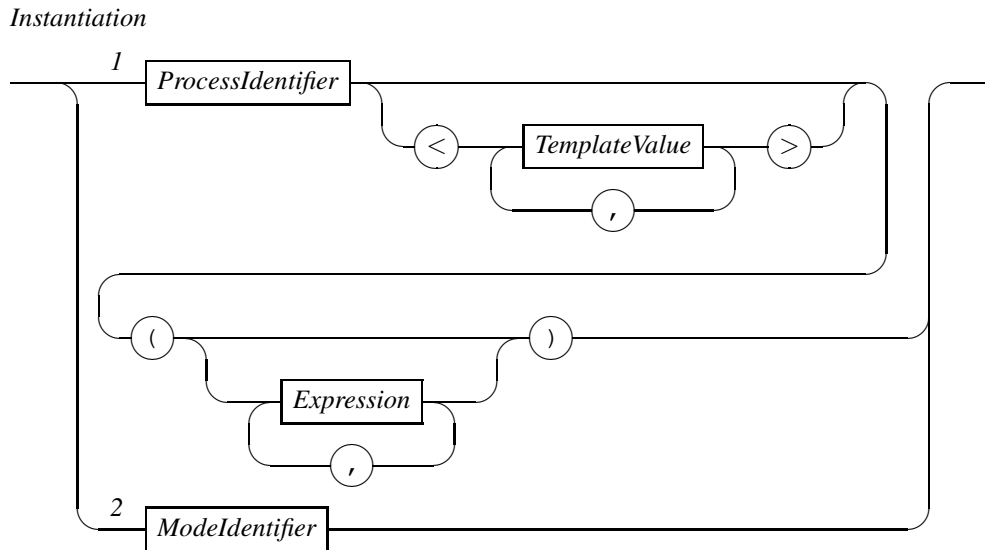 Instantiation
1 ProcessIdentifier
< TemplateValue >
,
( )
Expression
,
2 ModeIdentifier